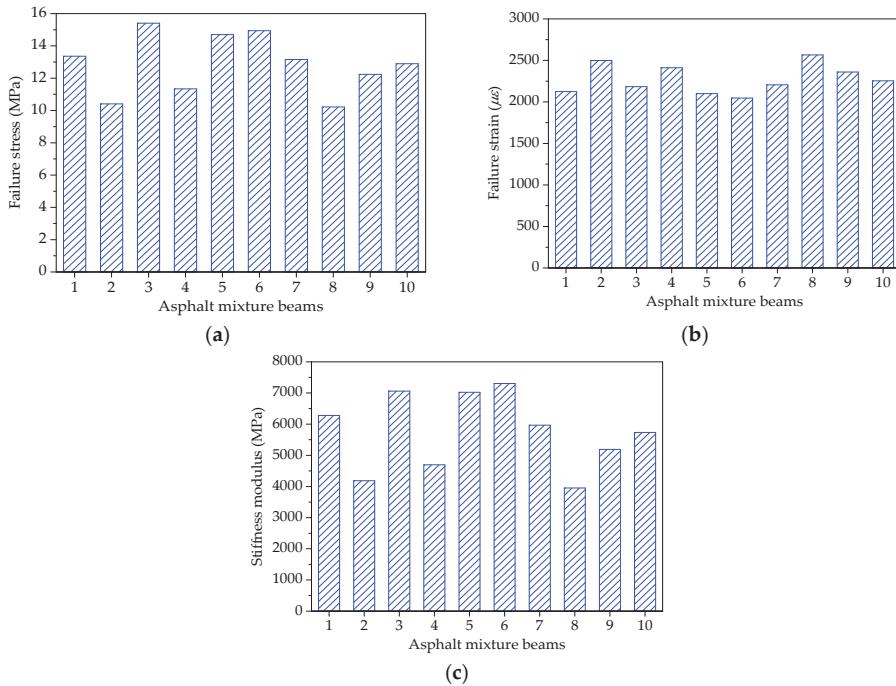 16
14
12
10
8
6
4
2
0
Failure stress (MPa)
1 2 3 4 5 6 7 8 9 10
Asphalt mixture beams
(a)
3000
2500
2000
1500
1000
500
0
Failure strain (με)
1 2 3 4 5 6 7 8 9 10
Asphalt mixture beams
(b)
8000
7000
6000
5000
4000
3000
2000
1000
0
Stiffness modulus (MPa)
1 2 3 4 5 6 7 8 9 10
Asphalt mixture beams
(c)